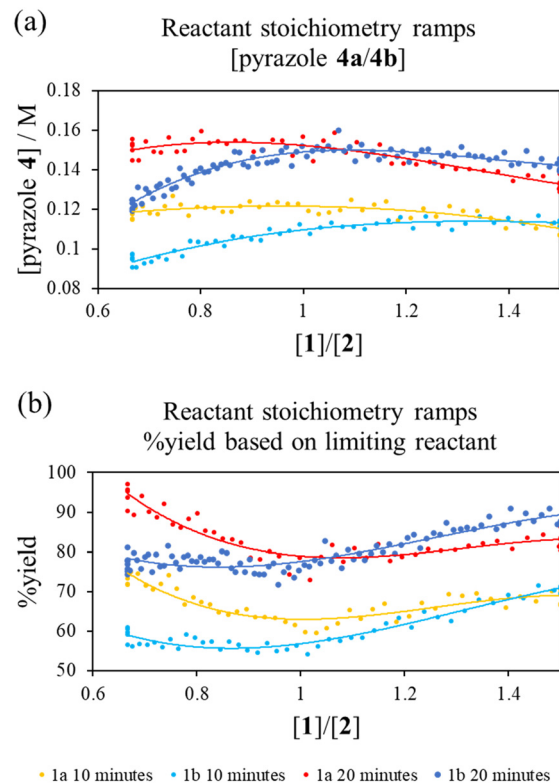 (a)
Reactant stoichiometry ramps
[pyrazole 4a/4b]
[pyrazole 4] / M
0.18
0.16
0.14
0.12
0.1
0.08
0.6 0.8 1 1.2 1.4
[1]/[2]
(b)
Reactant stoichiometry ramps
%yield based on limiting reactant
%yield
100
90
80
70
60
50
0.6 0.8 1 1.2 1.4
[1]/[2]
1a 10 minutes 1b 10 minutes 1a 20 minutes 1b 20 minutes